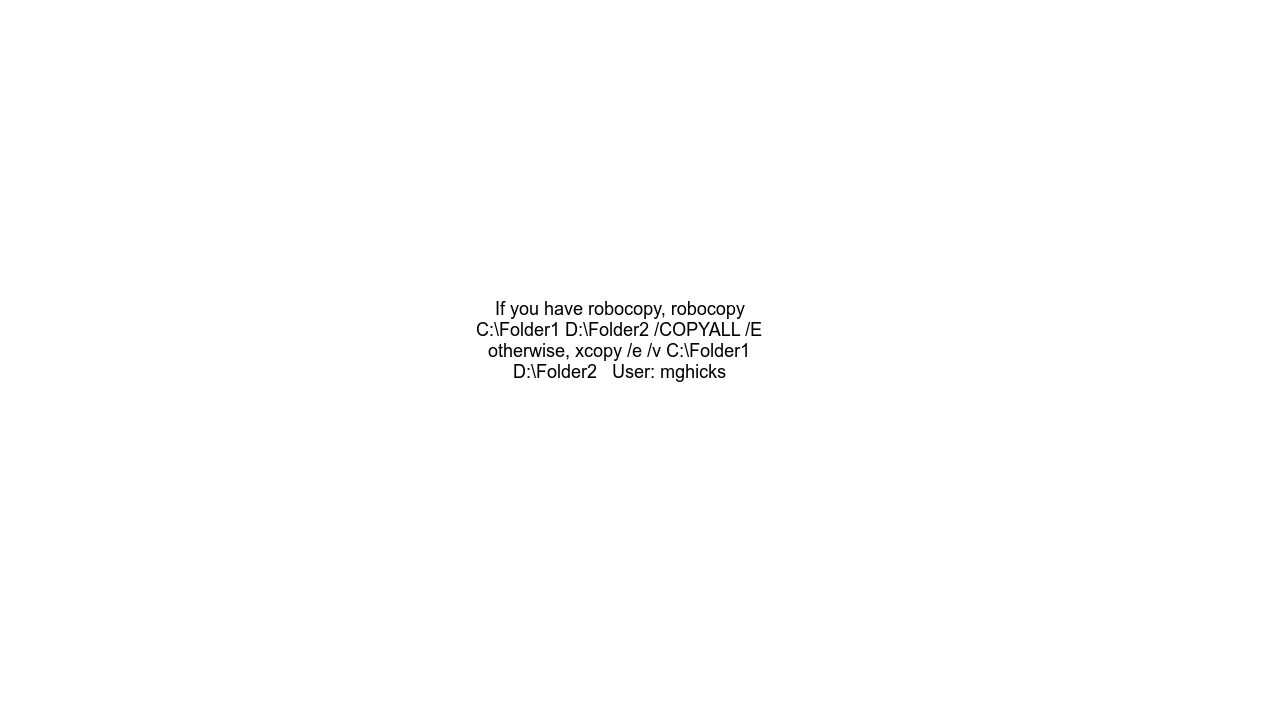 If you have robocopy, robocopy
C:\Folder1 D:\Folder2 /COPYALL /E
otherwise, xcopy /e /v C:\Folder1
D:\Folder2   User: mghicks